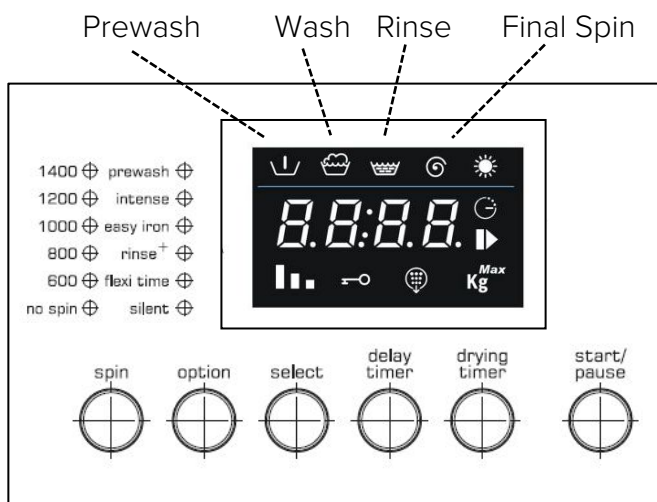 Prewash Wash Rinse Final Spin
1400 prewash
1200 intense
1000 easy iron
800 rinse+
600 flexi time
no spin silent
8.8:8.8.
Kg Max
spin option select delay timer drying timer start/pause